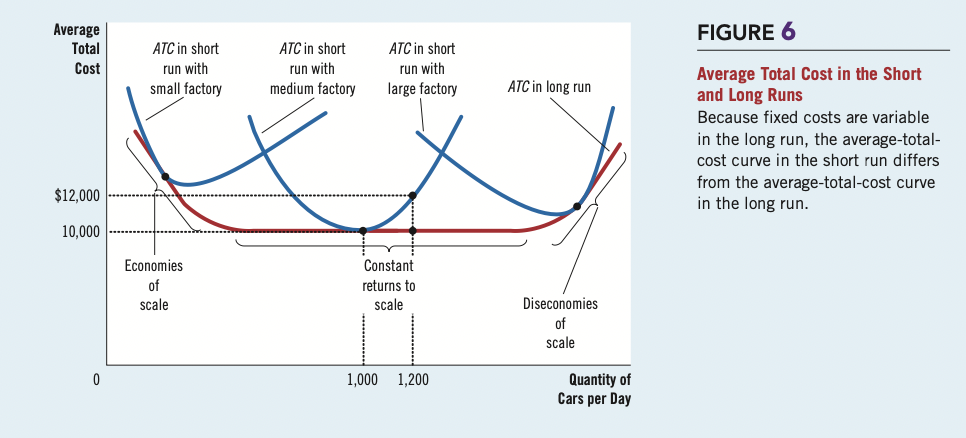 Average
Total
Cost
ATC in short
run with
small factory
ATC in short
run with
medium factory
ATC in short
run with
large factory
ATC in long run
$12,000
10,000
Economies
of
scale
Constant
returns to
scale
Diseconomies
of
scale
0
1,000
1,200
Quantity of
Cars per Day
FIGURE 6
Average Total Cost in the Short
and Long Runs
Because fixed costs are variable
in the long run, the average-total-
cost curve in the short run differs
from the average-total-cost curve
in the long run.